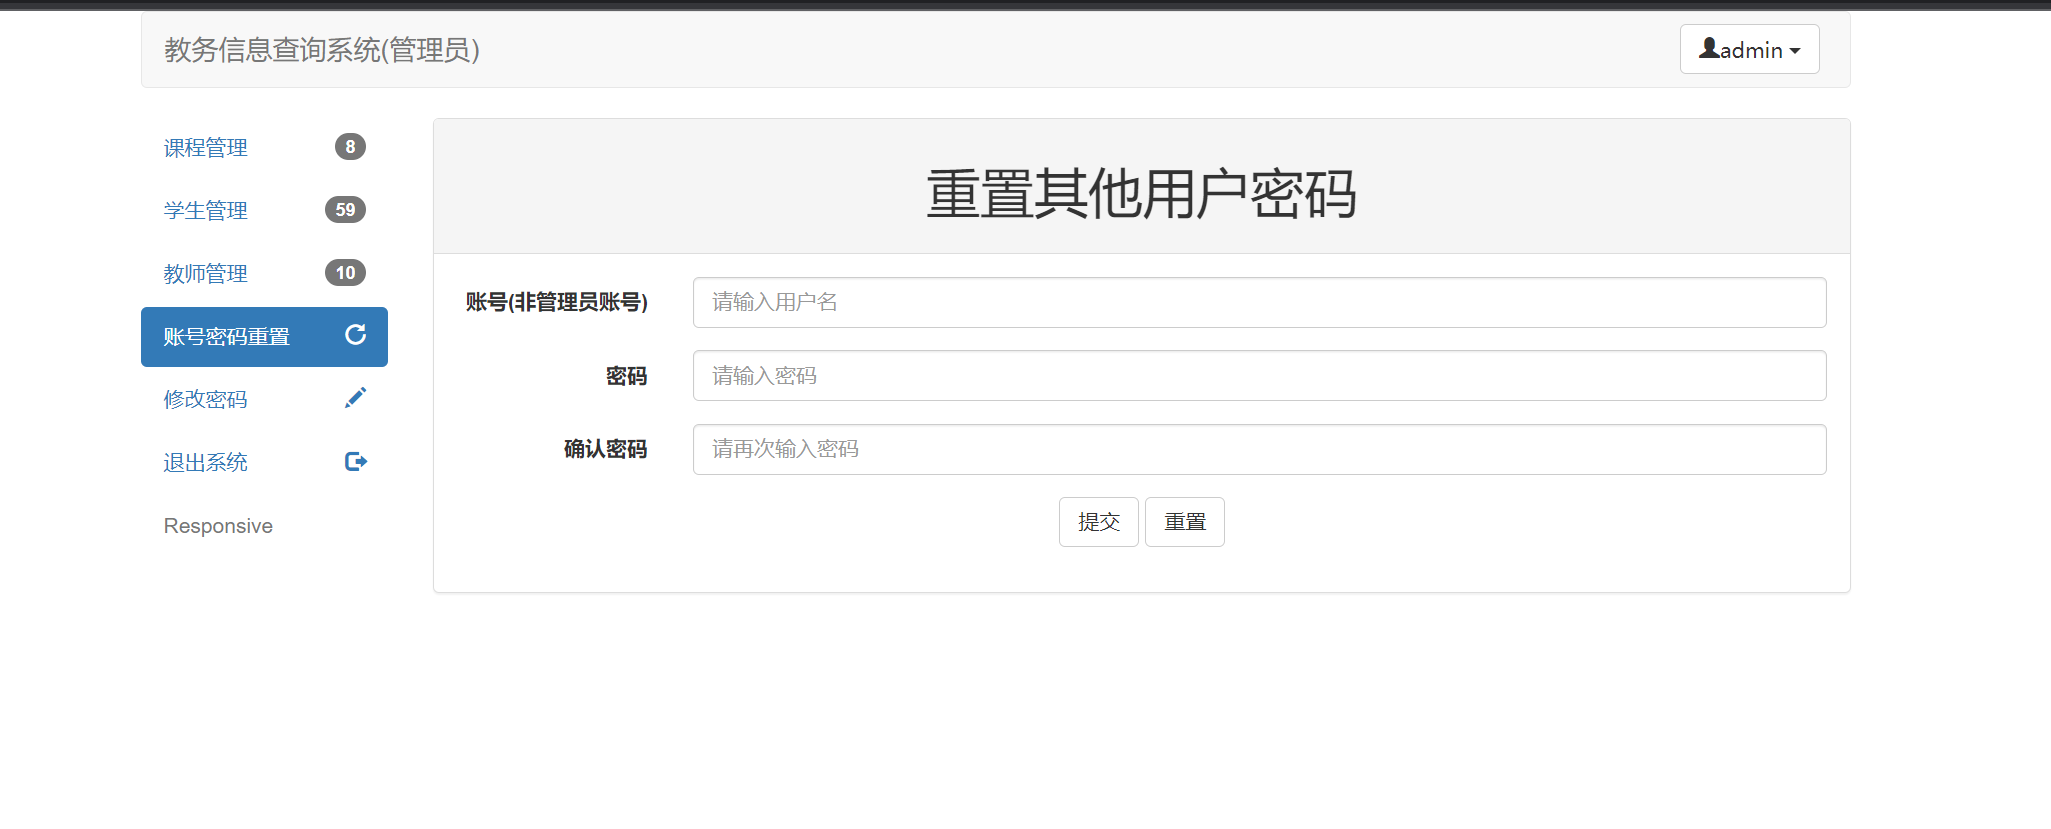 教务信息查询系统(管理员)
admin
课程管理 8
学生管理 59
教师管理 10
账号密码重置
修改密码
退出系统
Responsive
重置其他用户密码
账号(非管理员账号) 请输入用户名
密码 请输入密码
确认密码 请再次输入密码
提交 重置